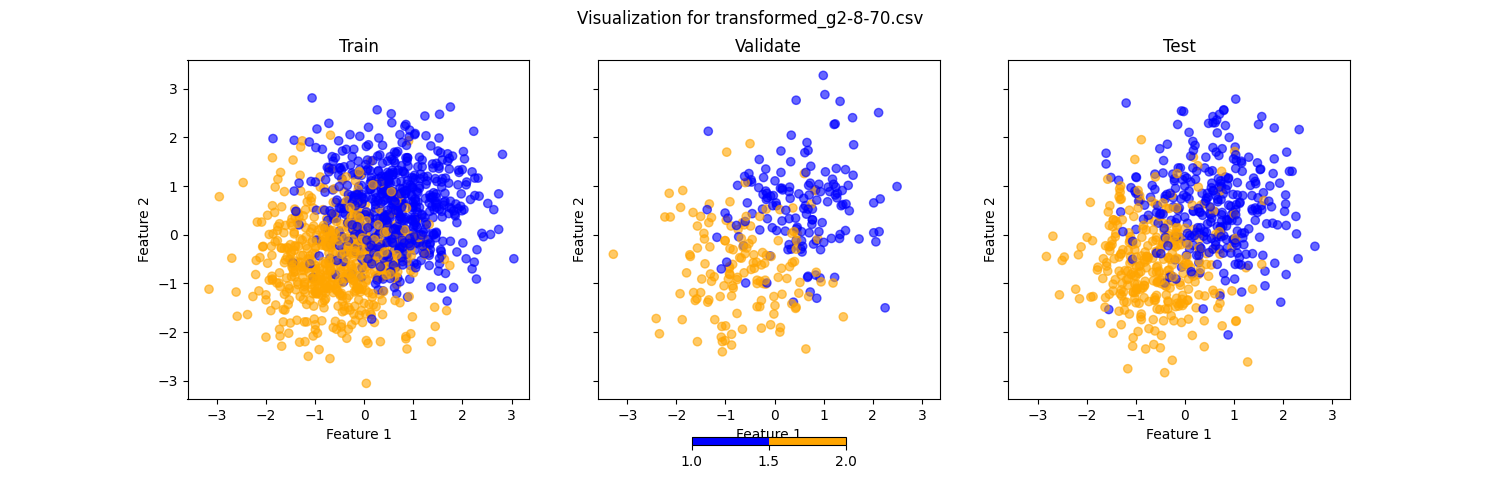 Visualization for transformed_g2-8-70.csv
Train
Validate
Test
Feature 2
3
2
1
0
−1
−2
−3
Feature 2
Feature 2
−3 −2 −1 0 1 2 3
−3 −2 −1 0 1 2 3
−3 −2 −1 0 1 2 3
Feature 1
Feature 1
Feature 1
1.0 1.5 2.0